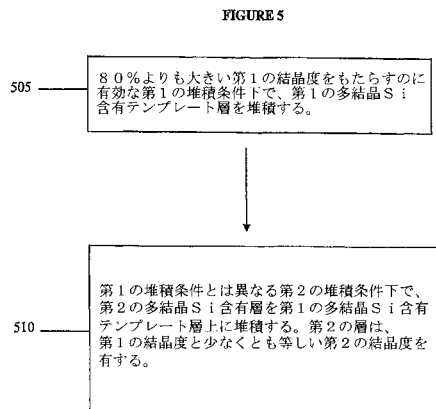 FIGURE 5
505
80%よりも大きい第1の結晶度をもたらすのに
有効な第1の堆積条件下で、第1の多結晶Si
含有テンプレート層を堆積する。
510
第1の堆積条件とは異なる第2の堆積条件下で、
第2の多結晶Si含有層を第1の多結晶Si含有
テンプレート層上に堆積する。第2の層は、
第1の結晶度と少なくとも等しい第2の結晶度を
有する。